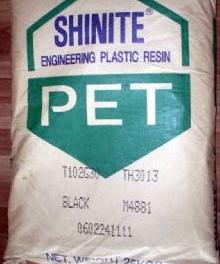 SHINITE®
ENGINEERING PLASTIC RESIN
PET
T102G30 TH3013
BLACK M4881
0602241111
NET. WEIGHT 25KG